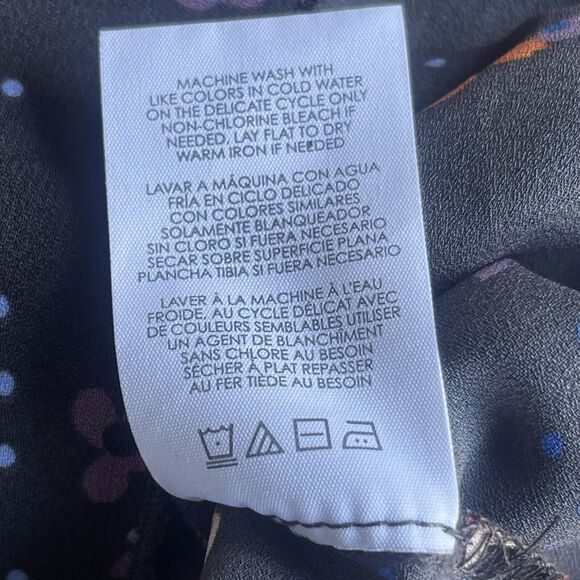 MACHINE WASH WITH
LIKE COLORS IN COLD WATER
ON THE DELICATE CYCLE ONLY
NON-CHLORINE BLEACH IF
NEEDED, LAY FLAT TO DRY
WARM IRON IF NEEDED
LAVAR A MÁQUINA CON AGUA
FRÍA EN CICLO DELICADO
CON COLORES SIMILARES
SOLAMENTE BLANQUEADOR
SIN CLORO SI FUERA NECESARIO
SECAR SOBRE SUPERFICIE PLANA
PLANCHA TIBIA SI FUERA NECESARIO
LAVER À LA MACHINE À L'EAU
FROIDE, AU CYCLE DÉLICAT AVEC
DE COULEURS SEMBLABLES UTILISER
UN AGENT DE BLANCHIMENT
SANS CHLORE AU BESOIN
SÉCHER À PLAT REPASSER
AU FER TIÈDE AU BESOIN